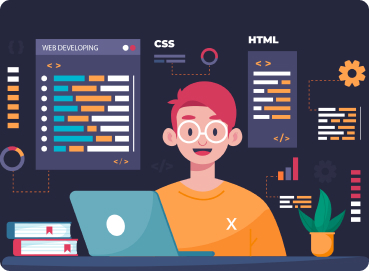 WEB DEVELOPING
CSS
HTML
< >
< >
</>
</>
</>
{ }
X